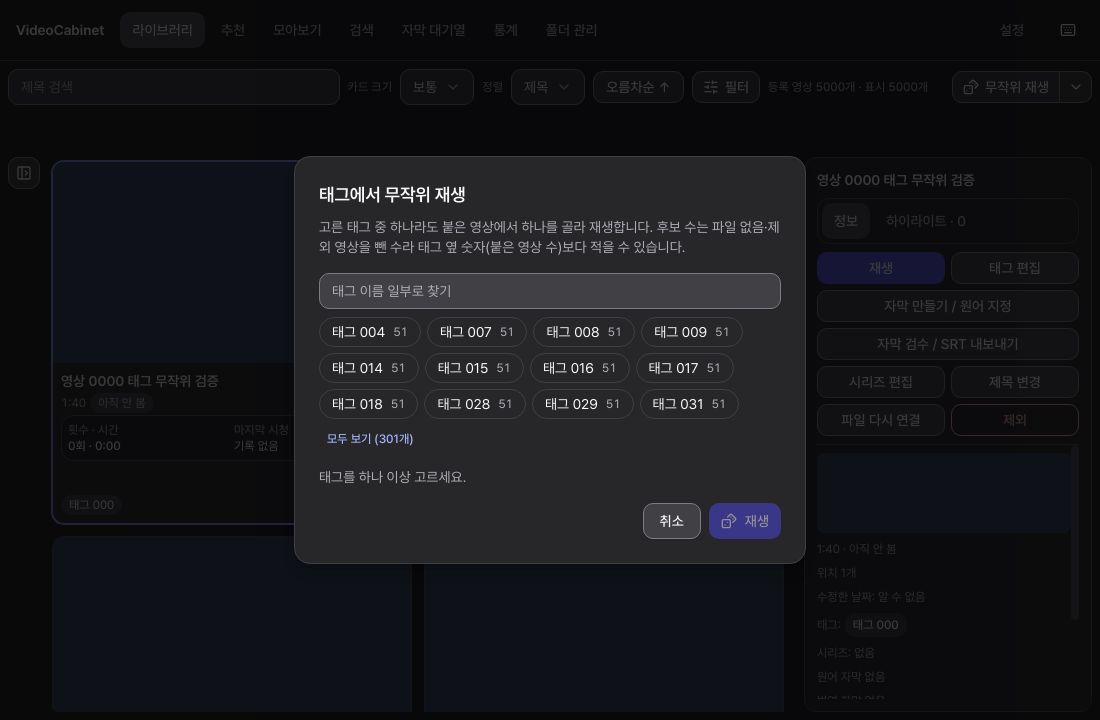 VideoCabinet 라이브러리 추천 모아보기 검색 자막 대기열 통계 폴더 관리 설정
제목 검색 카드 크기 보통 정렬 제목 오름차순 ↑ 필터 등록 영상 5000개 · 표시 5000개 무작위 재생
태그에서 무작위 재생
고른 태그 중 하나라도 붙은 영상에서 하나를 골라 재생합니다. 후보 수는 파일 없음·제
외 영상을 뺀 수라 태그 옆 숫자(붙은 영상 수)보다 적을 수 있습니다.
태그 이름 일부로 찾기
태그 004 51 태그 007 51 태그 008 51 태그 009 51
태그 014 51 태그 015 51 태그 016 51 태그 017 51
태그 018 51 태그 028 51 태그 029 51 태그 031 51
모두 보기 (301개)
태그를 하나 이상 고르세요.
취소 재생
영상 0000 태그 무작위 검증
1:40 아직 안 봄
횟수 · 시간 마지막 시청
0회 · 0:00 기록 없음
태그 000
영상 0000 태그 무작위 검증
정보 하이라이트 · 0
재생 태그 편집
자막 만들기 / 원어 지정
자막 검수 / SRT 내보내기
시리즈 편집 제목 변경
파일 다시 연결 제외
1:40 · 아직 안 봄
위치 1개
수정한 날짜: 알 수 없음
태그: 태그 000
시리즈: 없음
원어 자막 없음